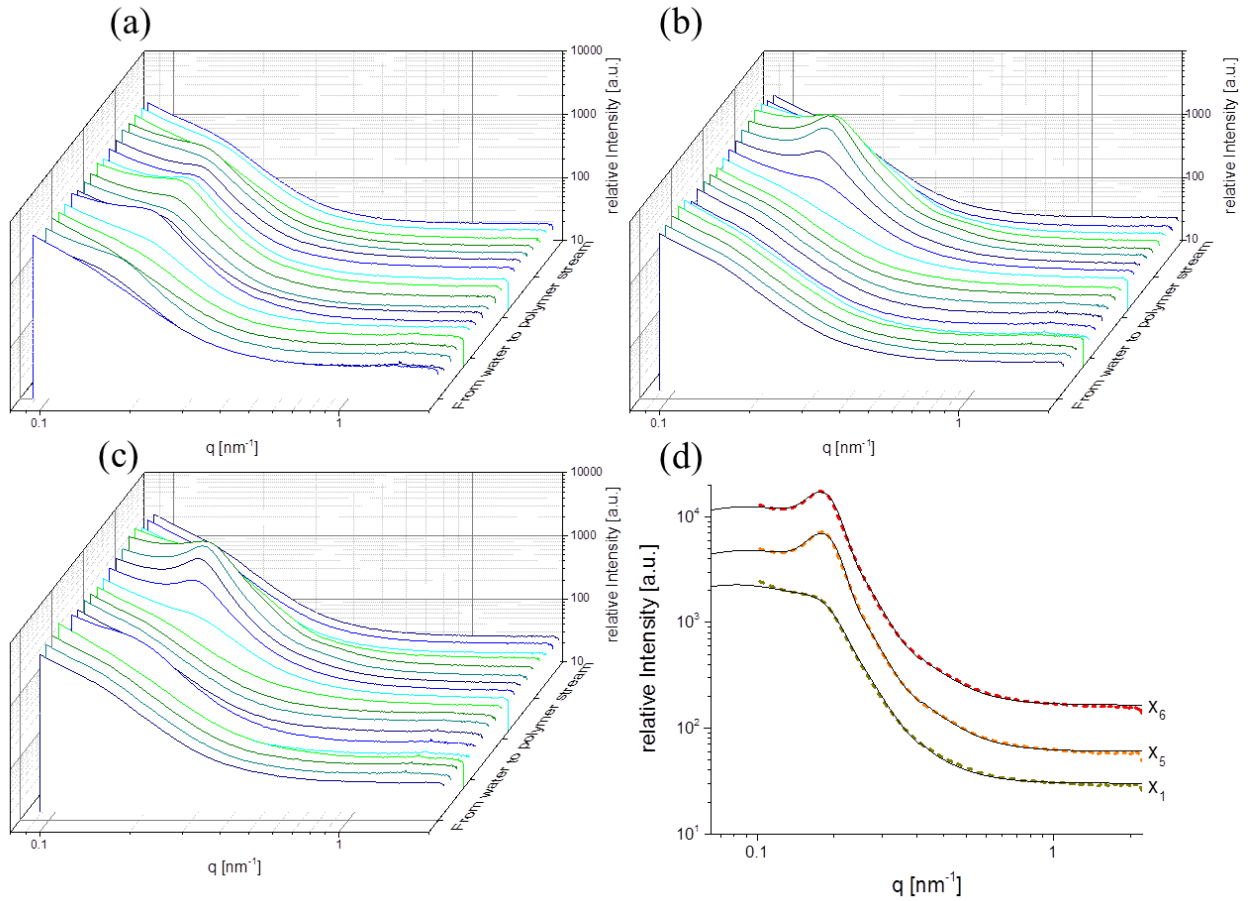 (a)
10000
1000
100
10
relative Intensity [a.u.]
From water to polymer stream
0.1
1
q [nm⁻¹]
(b)
10000
1000
100
10
relative Intensity [a.u.]
From water to polymer stream
0.1
1
q [nm⁻¹]
(c)
10000
1000
100
10
relative Intensity [a.u.]
From water to polymer stream
0.1
1
q [nm⁻¹]
(d)
10⁴
10³
10²
10¹
relative Intensity [a.u.]
X₆
X₅
X₁
0.1
1
q [nm⁻¹]